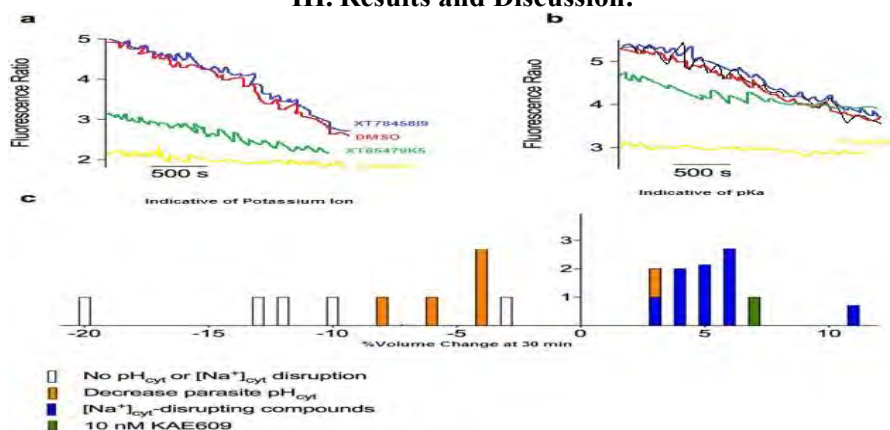 III. Results and Discussion:
a
b
Fluorescence Ratio
5
4
3
2
XT78458I9
DMSO
XT85479K5
500 s
Indicative of Potassium Ion
Fluorescence Ratio
5
4
3
500 s
Indicative of pKa
c
3
2
1
-20 -15 -10 -5 0 5 10
%Volume Change at 30 min
No pHcyt or [Na+]cyt disruption
Decrease parasite pHcyt
[Na+]cyt-disrupting compounds
10 nM KAE609